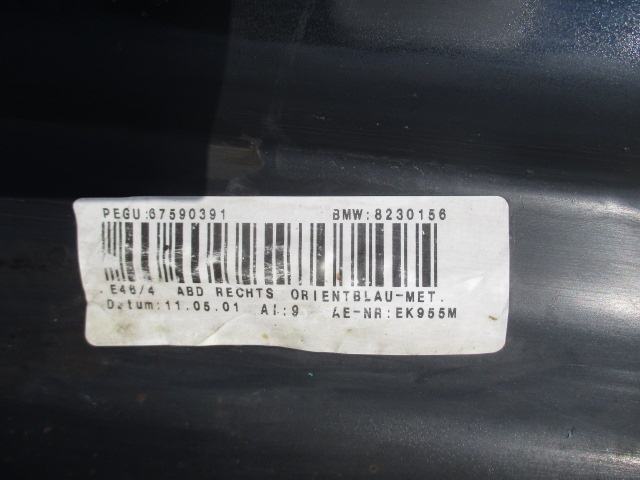 PEGU:67590391 BMW:8230156
E46/4 ABD RECHTS ORIENTBLAU-MET.
Datum:11.05.01 AI:9 AE-NR:EK955M